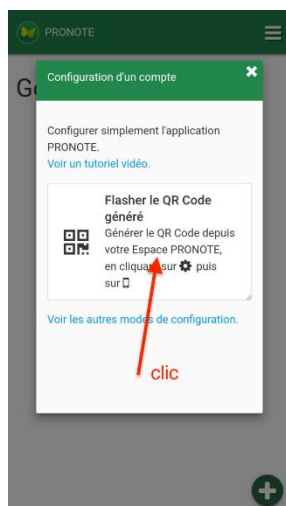 PRONOTE
Configuration d'un compte
Configurer simplement l'application
PRONOTE.
Voir un tutoriel vidéo.
Flasher le QR Code
généré
Générer le QR Code depuis
votre Espace PRONOTE,
en cliquant sur puis
sur
Voir les autres modes de configuration.
clic